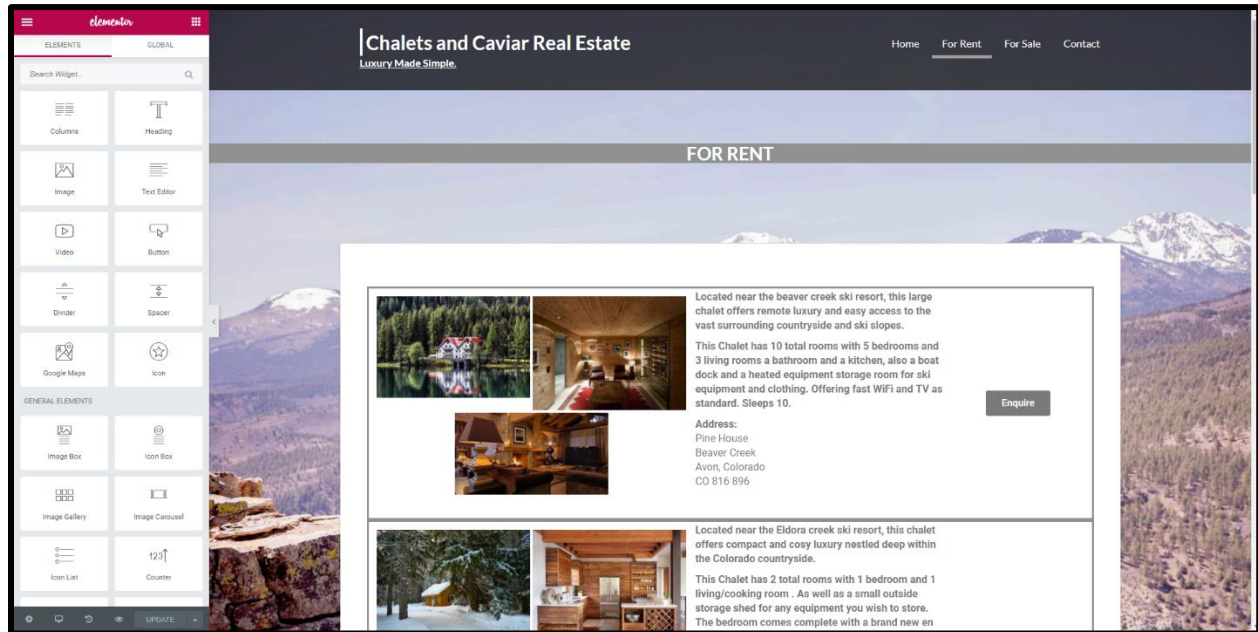 elementor
ELEMENTS GLOBAL
Search Widget...
Columns Heading
Image Text Editor
Video Button
Divider Spacer
Google Maps Icon
GENERAL ELEMENTS
Image Box Icon Box
Image Gallery Image Carousel
123
Icon List Counter
UPDATE
Chalets and Caviar Real Estate
Luxury Made Simple.
Home For Rent For Sale Contact
FOR RENT
Located near the beaver creek ski resort, this large
chalet offers remote luxury and easy access to the
vast surrounding countryside and ski slopes.
This Chalet has 10 total rooms with 5 bedrooms and
3 living rooms a bathroom and a kitchen, also a boat
dock and a heated equipment storage room for ski
equipment and clothing. Offering fast WiFi and TV as
standard. Sleeps 10.
Address:
Pine House
Beaver Creek
Avon, Colorado
CO 816 896
Enquire
Located near the Eldora creek ski resort, this chalet
offers compact and cosy luxury nestled deep within
the Colorado countryside.
This Chalet has 2 total rooms with 1 bedroom and 1
living/cooking room . As well as a small outside
storage shed for any equipment you wish to store.
The bedroom comes complete with a brand new en